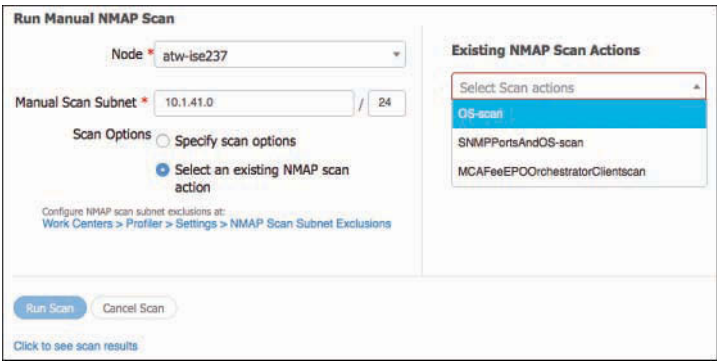 Run Manual NMAP Scan
Node * atw-ise237
Manual Scan Subnet * 10.1.41.0 / 24
Scan Options Specify scan options
Select an existing NMAP scan
action
Configure NMAP scan subnet exclusions at:
Work Centers > Profiler > Settings > NMAP Scan Subnet Exclusions
Existing NMAP Scan Actions
Select Scan actions
OS-scan
SNMPPortsAndOS-scan
MCAFeeEPOOrchestratorClientscan
Run Scan Cancel Scan
Click to see scan results